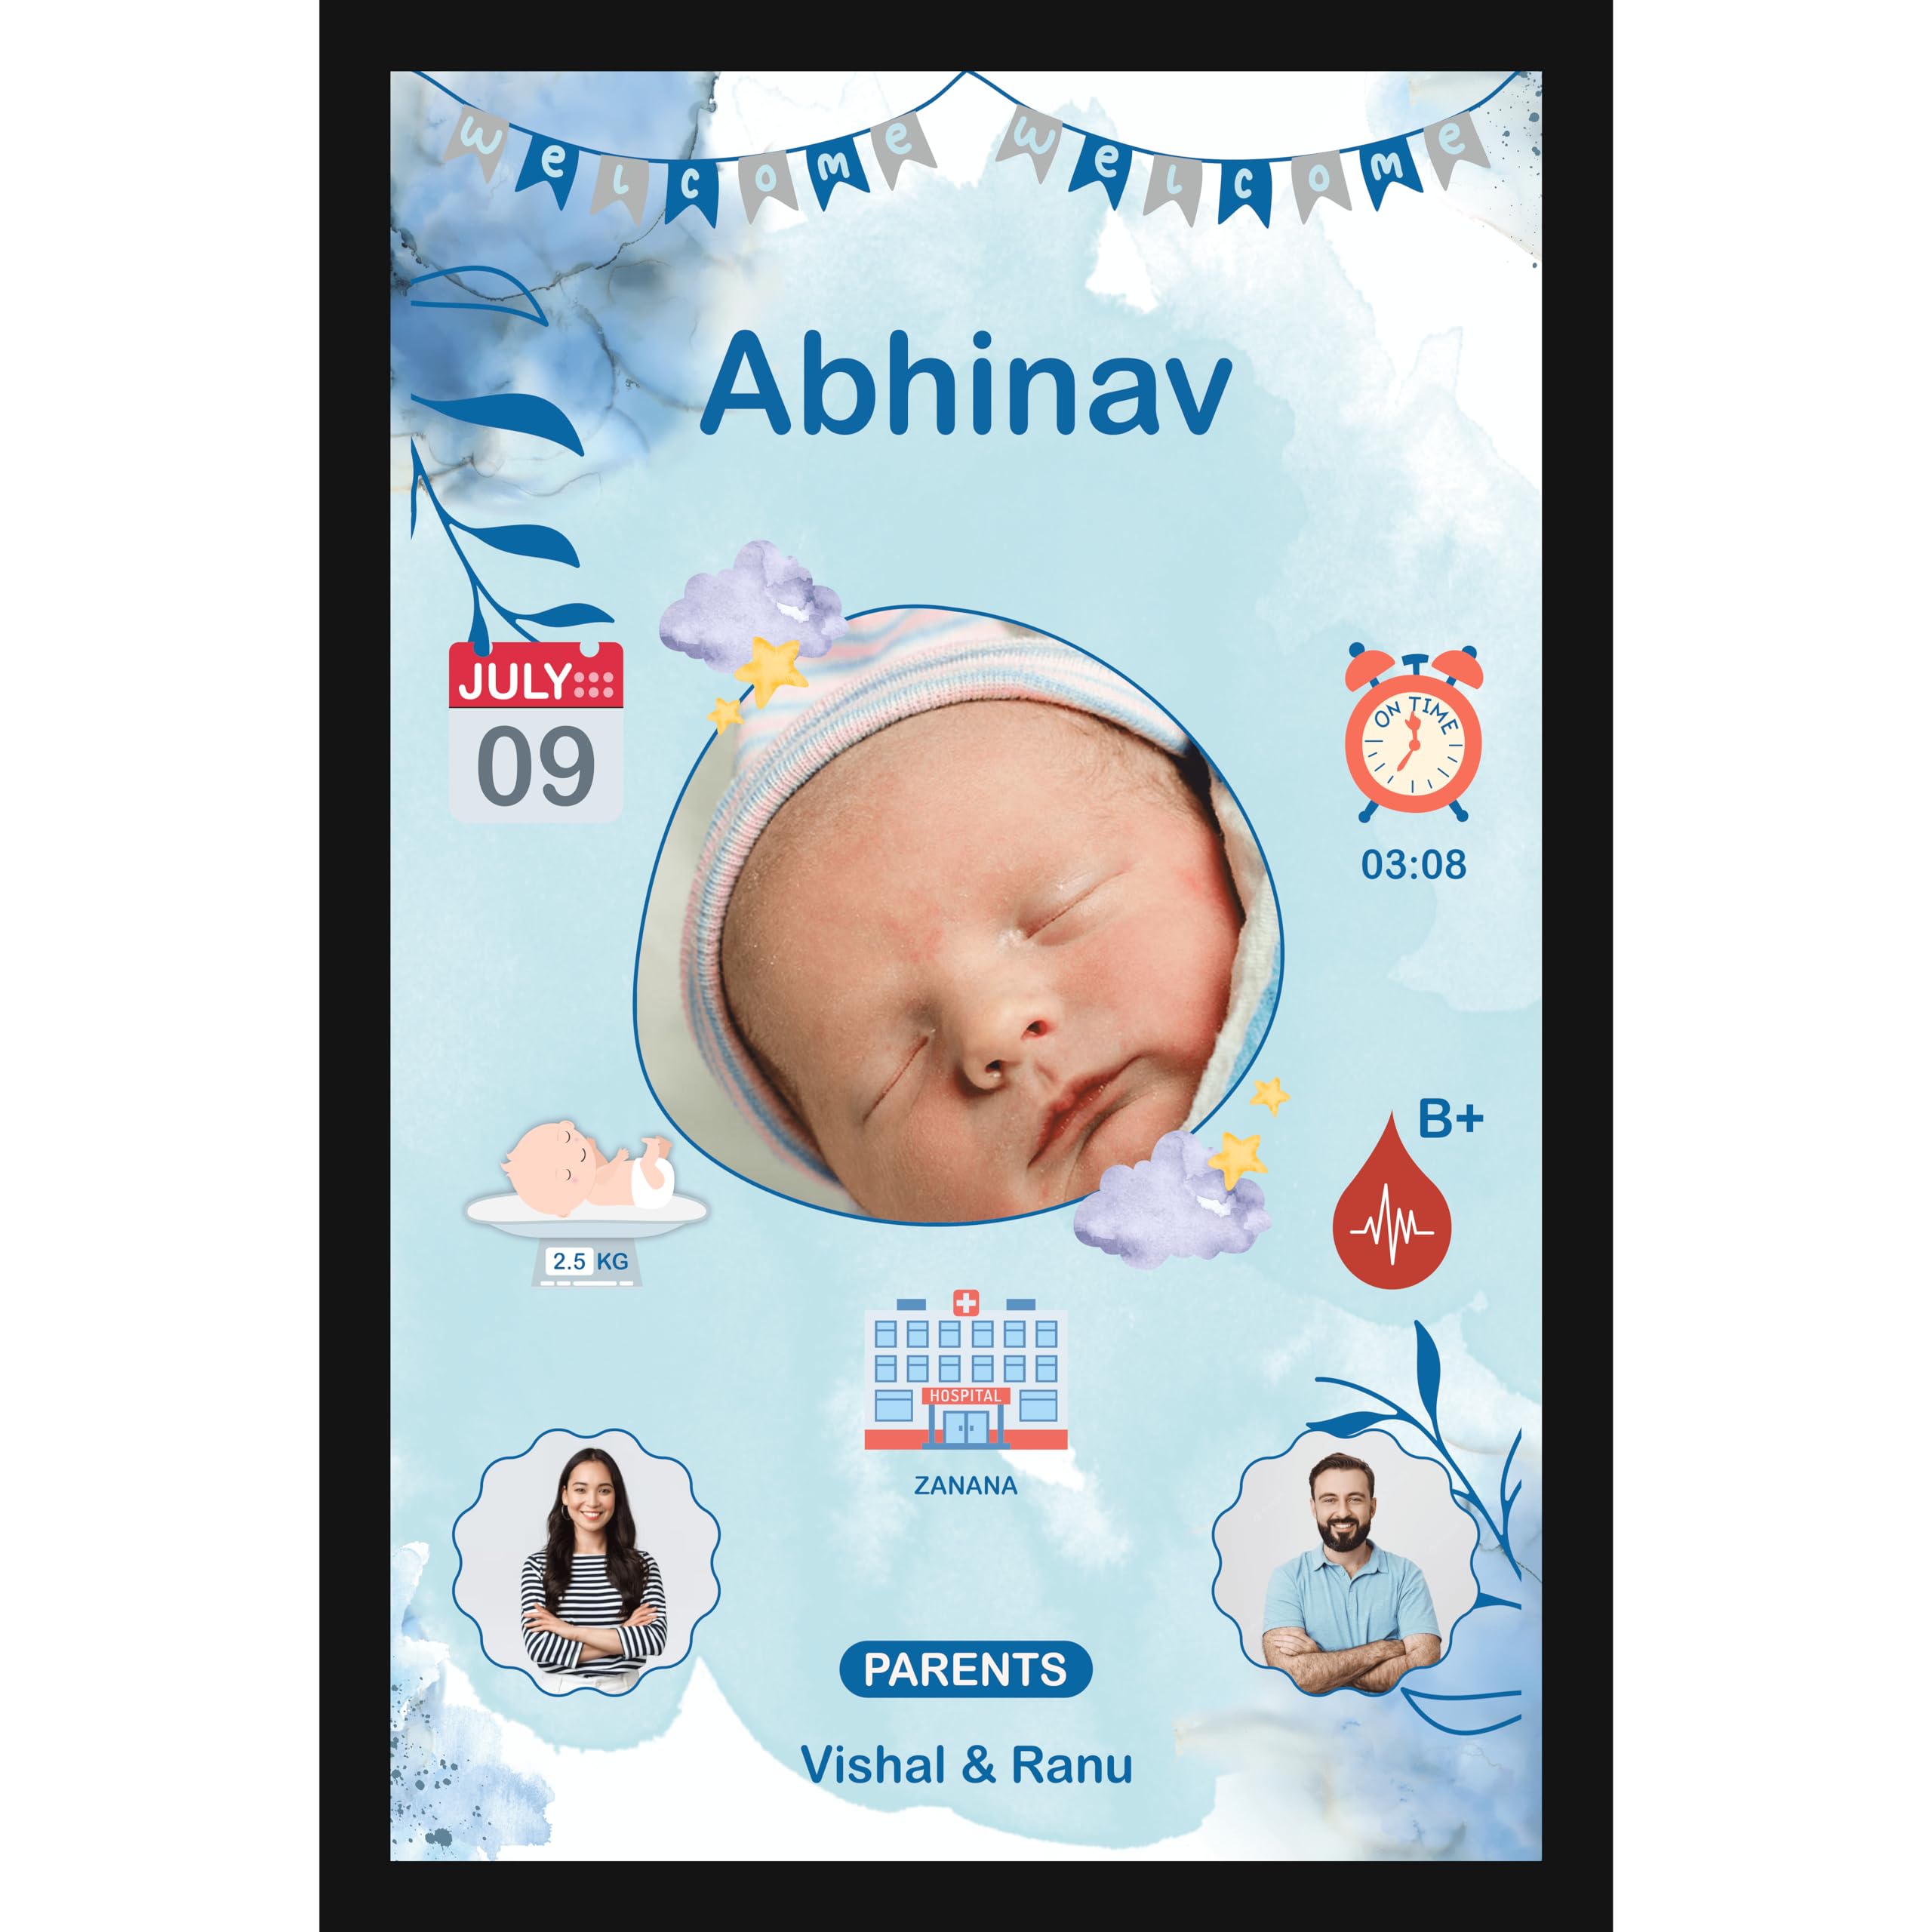 welcome welcome
Abhinav
JULY
09
ON TIME
03:08
B+
2.5 KG
HOSPITAL
ZANANA
PARENTS
Vishal & Ranu